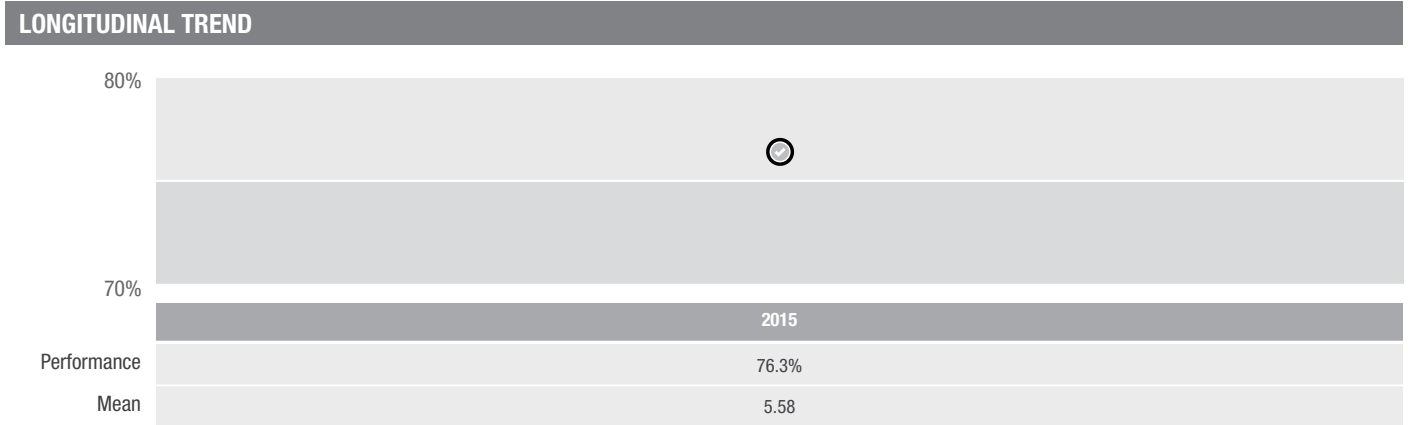 LONGITUDINAL TREND
80%
70%
2015
Performance 76.3%
Mean 5.58